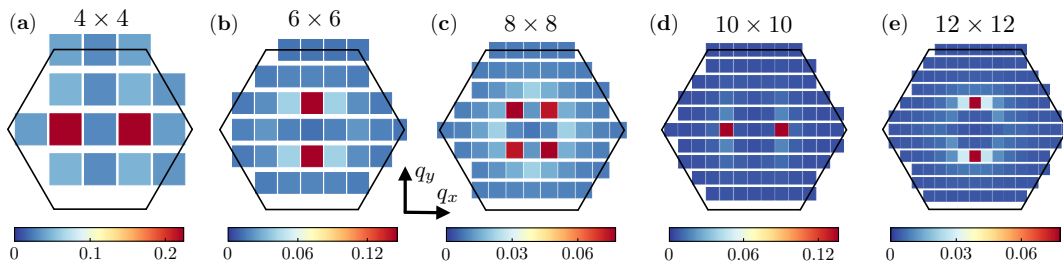 (a) 4 × 4
(b) 6 × 6
(c) 8 × 8
(d) 10 × 10
(e) 12 × 12
q_y
q_x
0 0.1 0.2
0 0.06 0.12
0 0.03 0.06
0 0.06 0.12
0 0.03 0.06